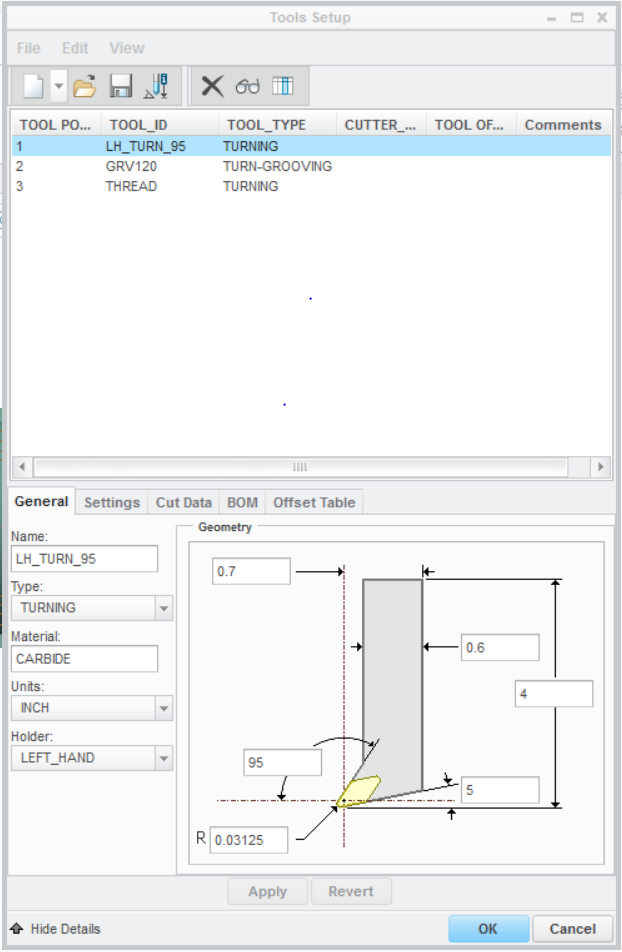 Tools Setup
File Edit View
TOOL PO... TOOL_ID TOOL_TYPE CUTTER_... TOOL OF... Comments
1 LH_TURN_95 TURNING
2 GRV120 TURN-GROOVING
3 THREAD TURNING
General Settings Cut Data BOM Offset Table
Name:
LH_TURN_95
Type:
TURNING
Material:
CARBIDE
Units:
INCH
Holder:
LEFT_HAND
Geometry
0.7
0.6
4
95
5
R 0.03125
Apply Revert
Hide Details
OK Cancel